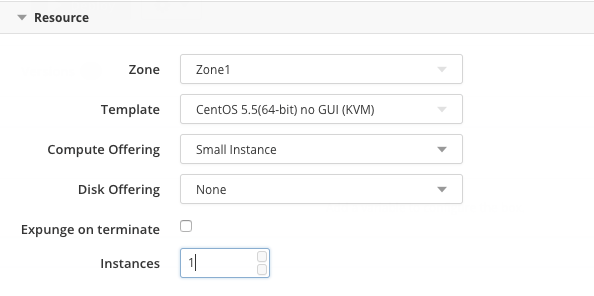 Resource
Zone Zone1
Template CentOS 5.5(64-bit) no GUI (KVM)
Compute Offering Small Instance
Disk Offering None
Expunge on terminate
Instances 1